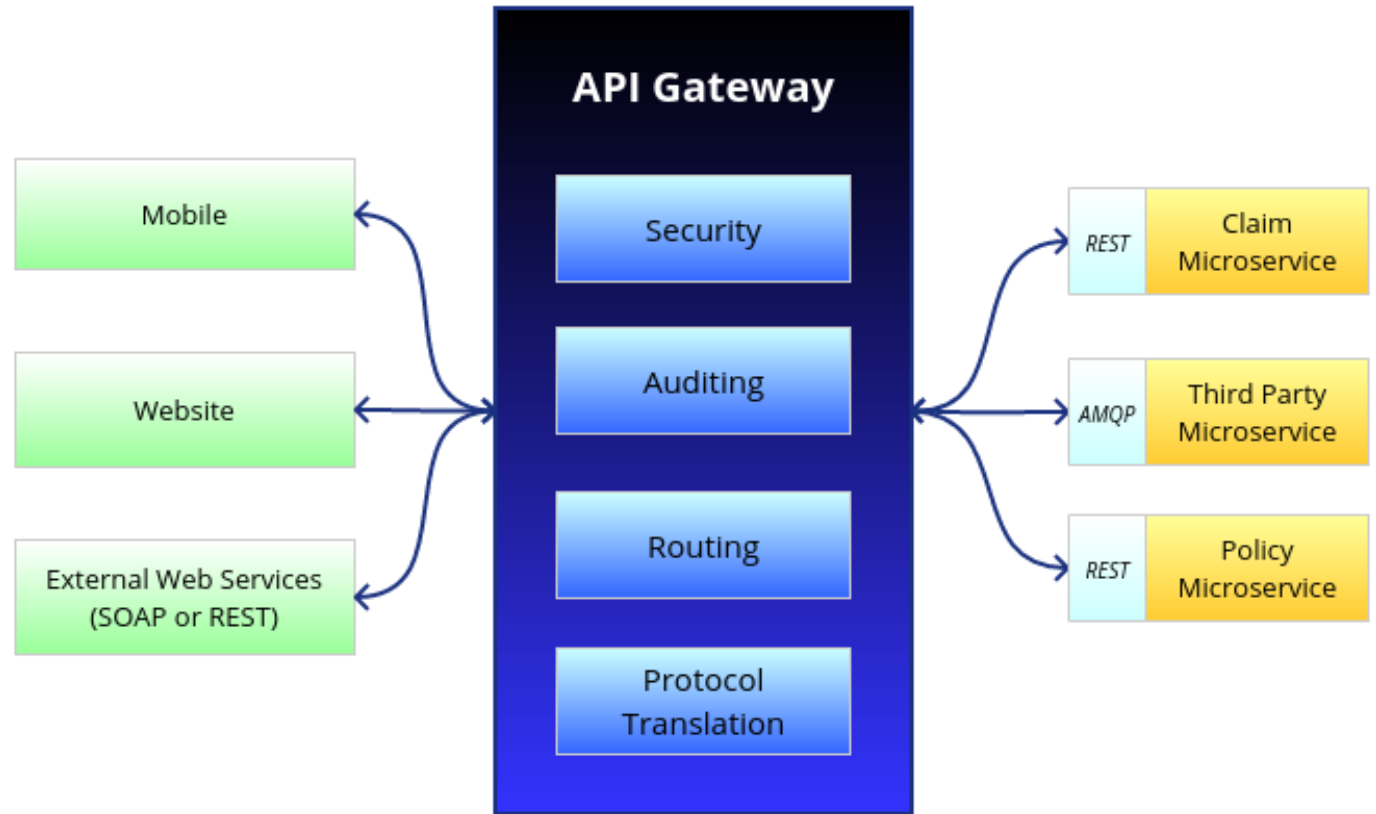 API Gateway
Mobile
Website
External Web Services
(SOAP or REST)
Security
Auditing
Routing
Protocol
Translation
REST
Claim
Microservice
AMQP
Third Party
Microservice
REST
Policy
Microservice